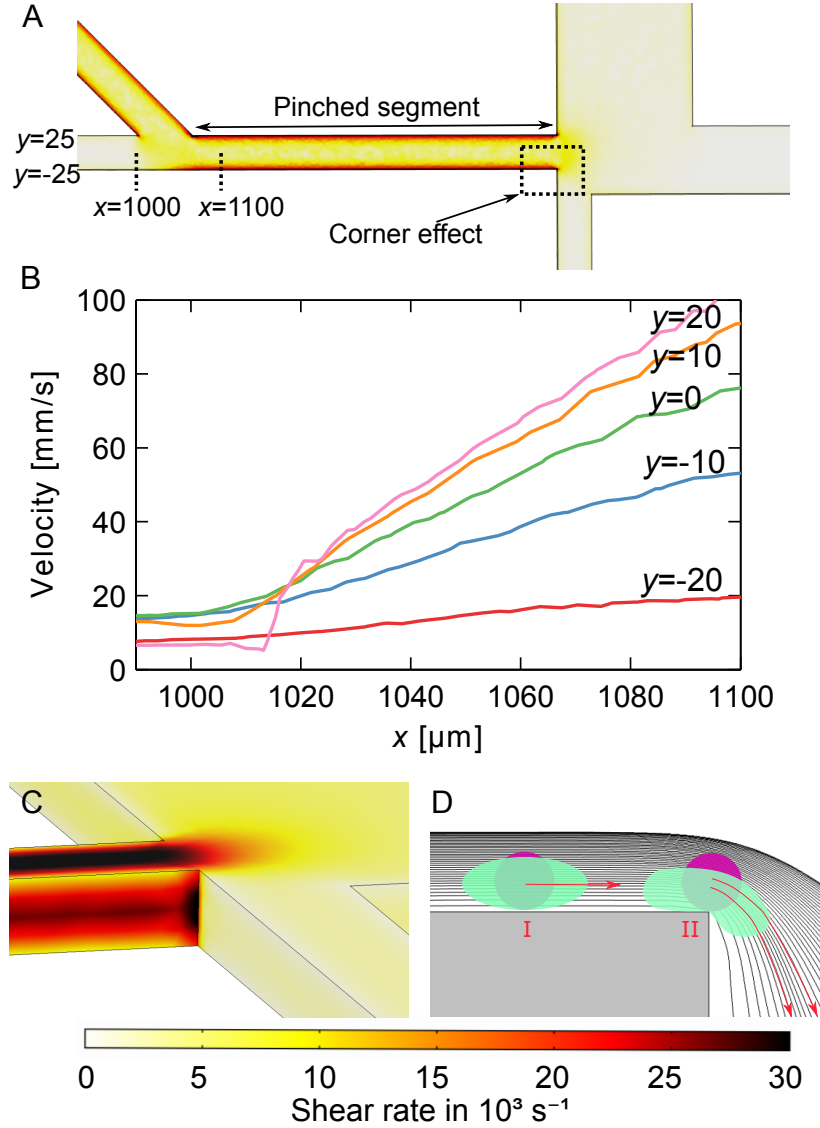 A
Pinched segment
y=25
y=-25
x=1000
x=1100
Corner effect
B
100
80
60
40
20
0
Velocity [mm/s]
y=20
y=10
y=0
y=-10
y=-20
1000
1020
1040
1060
1080
1100
x [µm]
C
D
I
II
0
5
10
15
20
25
30
Shear rate in 10³ s⁻¹